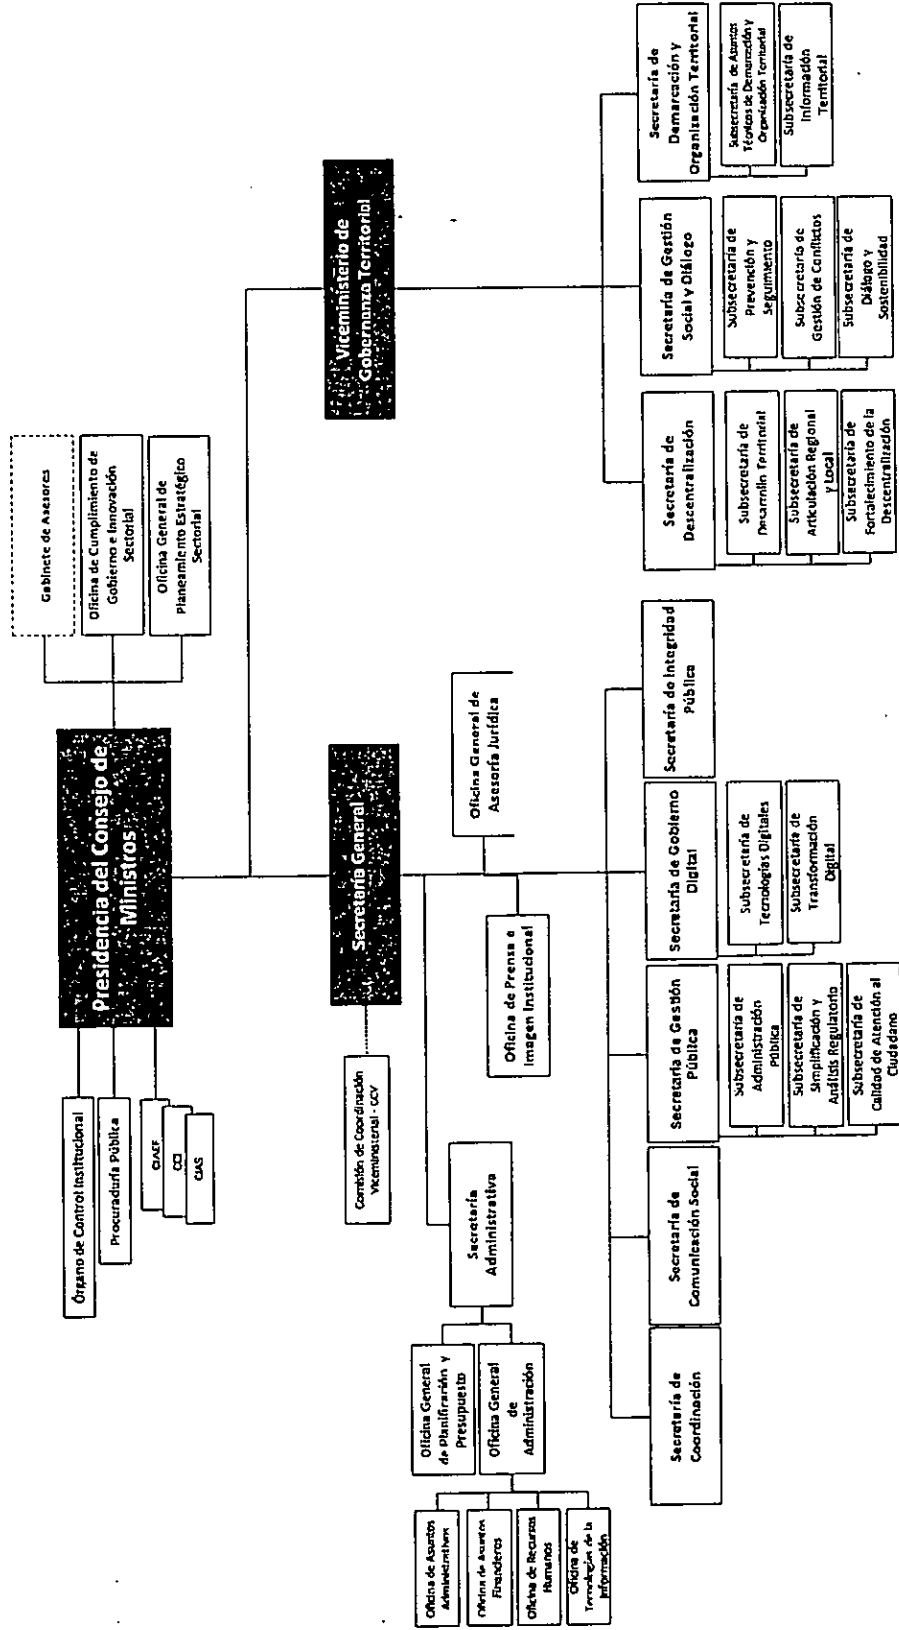 Presidencia del Consejo de
Ministros
Órgano de Control Institucional
Procuraduría Pública
CIAEF
CCI
CIAS
Gabinete de Asesores
Oficina de Cumplimiento de
Gobierno e Innovación
Sectorial
Oficina General de
Planeamiento Estratégico
Sectorial
Secretaría General
Viceministerio de
Gobernanza Territorial
Comisión de Coordinación
Viceministerial - CCV
Secretaría
Administrativa
Oficina General
de Planificación y
Presupuesto
Oficina General
de
Administración
Oficina de Asuntos
Administrativos
Oficina de Asuntos
Financieros
Oficina de Recursos
Humanos
Oficina de
Tecnologías de la
Información
Oficina General de
Asesoría Jurídica
Oficina de Prensa e
Imagen Institucional
Secretaría de
Coordinación
Secretaría de
Comunicación Social
Secretaría de Gestión
Pública
Subsecretaría de
Administración
Pública
Subsecretaría de
Simplificación y
Análisis Regulatorio
Subsecretaría de
Calidad de Atención al
Ciudadano
Secretaría de Gobierno
Digital
Subsecretaría de
Tecnologías Digitales
Subsecretaría de
Transformación
Digital
Secretaría de Integridad
Pública
Secretaría de
Descentralización
Subsecretaría de
Desarrollo Territorial
Subsecretaría de
Articulación Regional
y Local
Subsecretaría de
Fortalecimiento de la
Descentralización
Secretaría de Gestión
Social y Diálogo
Subsecretaría de
Prevención y
Seguimiento
Subsecretaría de
Gestión de Conflictos
Subsecretaría de
Diálogo y
Sostenibilidad
Secretaría de
Demarcación y
Organización Territorial
Subsecretaría de Asuntos
Técnicos de Demarcación y
Organización Territorial
Subsecretaría de
Información
Territorial